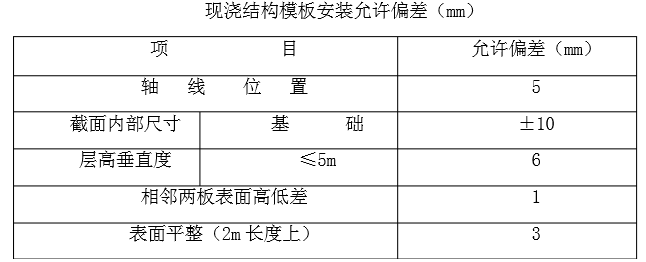 现浇结构模板安装允许偏差（mm）
项 目 允许偏差（mm）
轴 线 位 置 5
截面内部尺寸 基 础 ±10
层高垂直度 ≤5m 6
相邻两板表面高低差 1
表面平整（2m 长度上） 3